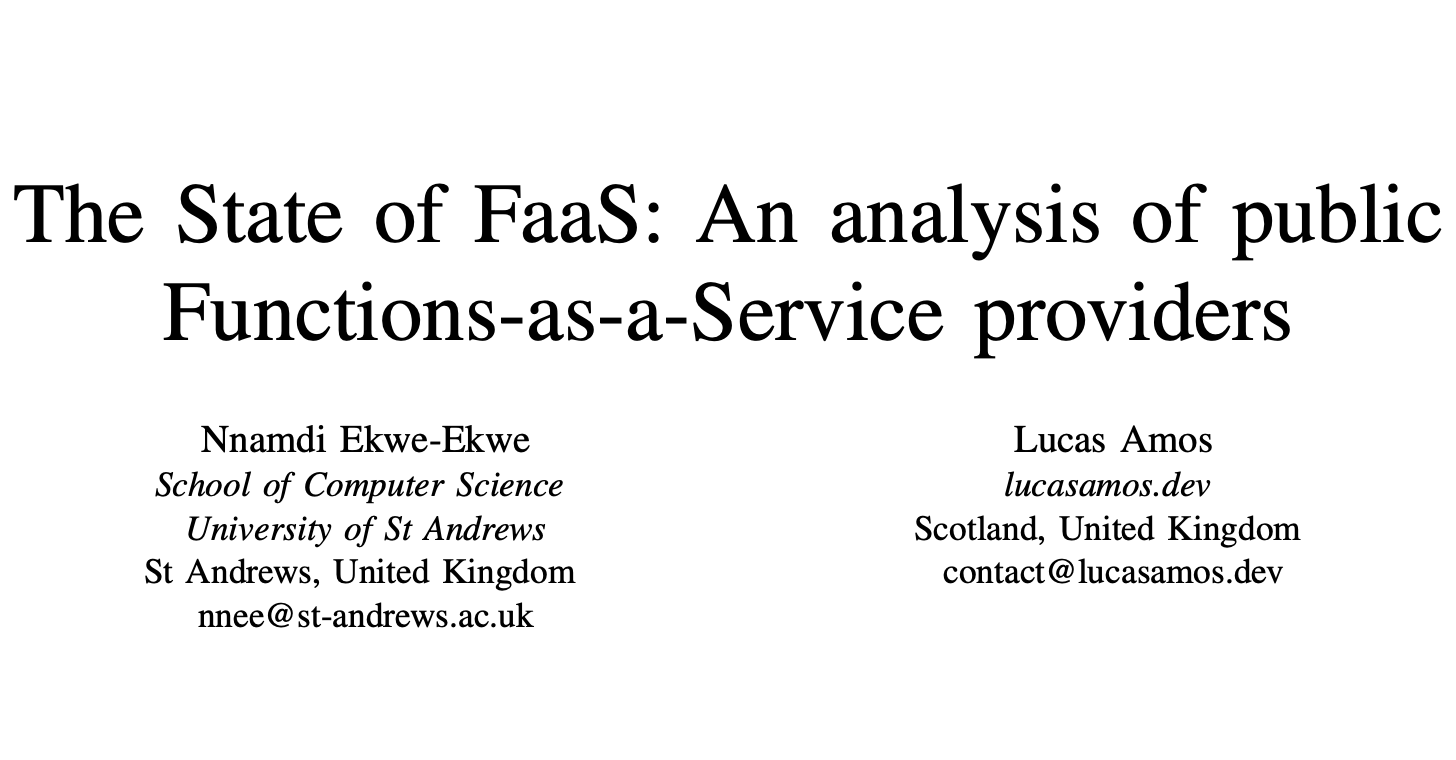 The State of FaaS: An analysis of public
Functions-as-a-Service providers
Nnamdi Ekwe-Ekwe
School of Computer Science
University of St Andrews
St Andrews, United Kingdom
nnee@st-andrews.ac.uk
Lucas Amos
lucasamos.dev
Scotland, United Kingdom
contact@lucasamos.dev